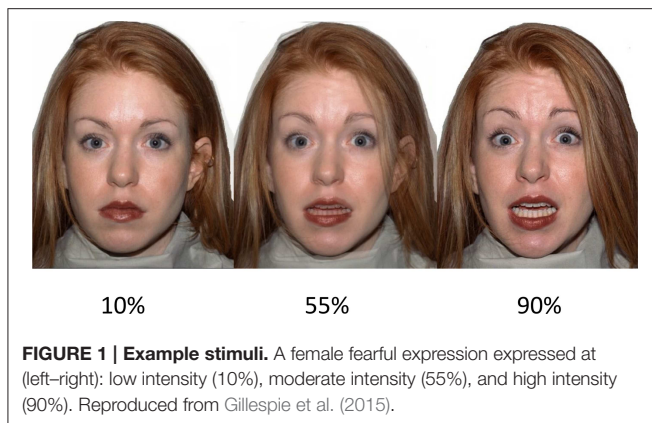 10% 55% 90%
FIGURE 1 | Example stimuli. A female fearful expression expressed at
(left–right): low intensity (10%), moderate intensity (55%), and high intensity
(90%). Reproduced from Gillespie et al. (2015).